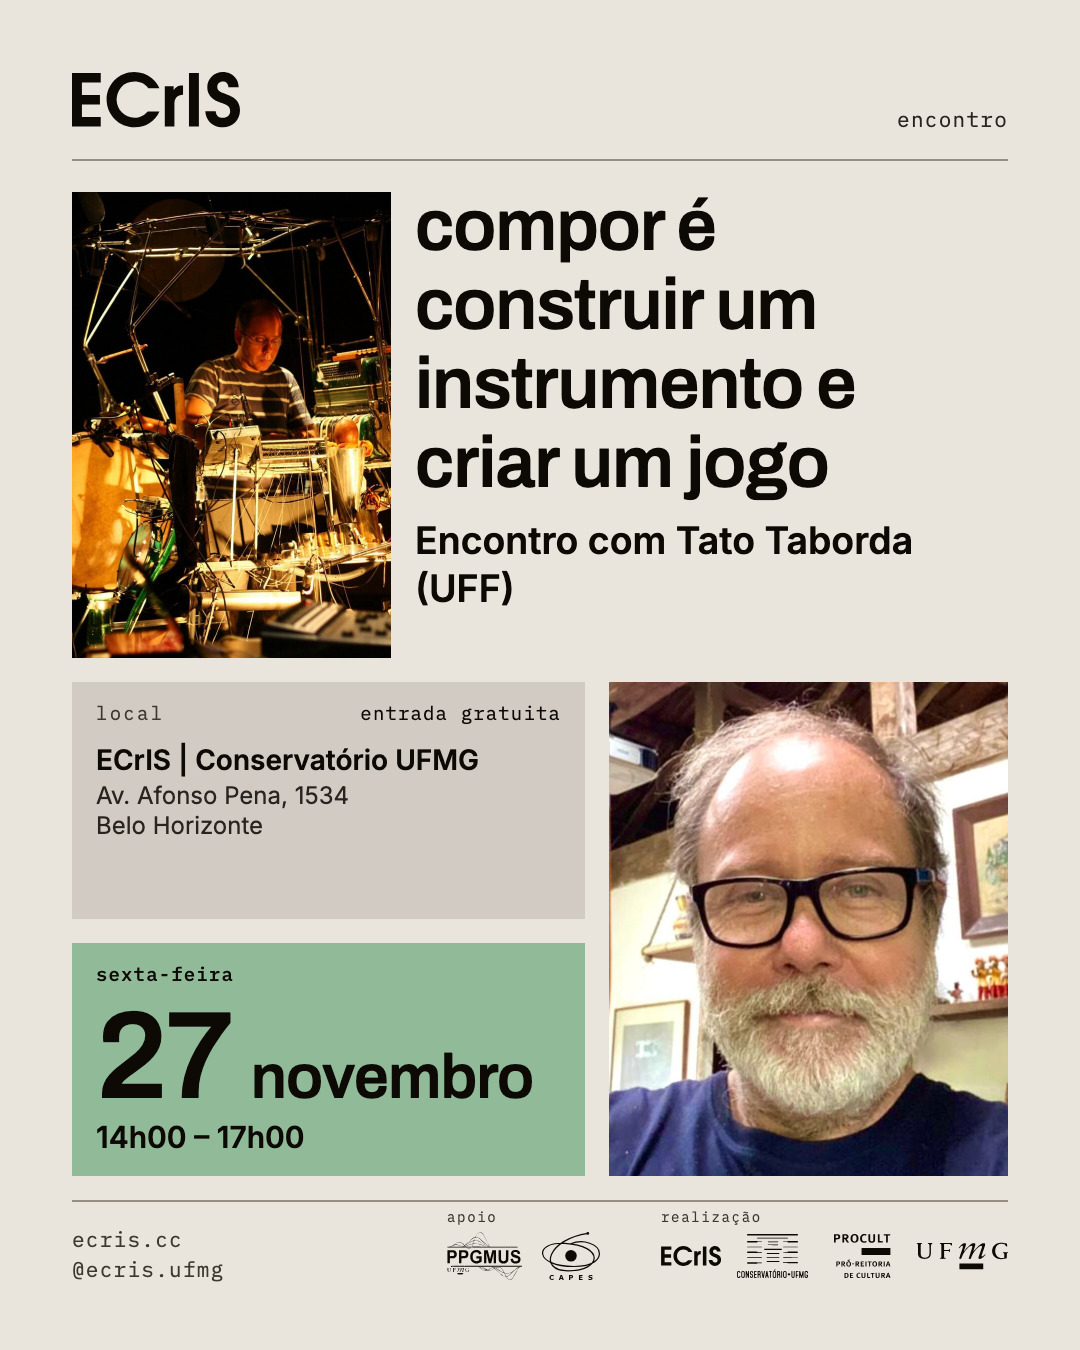 ECrIS
encontro
compor é
construir um
instrumento e
criar um jogo
Encontro com Tato Taborda
(UFF)
local
entrada gratuita
ECrIS | Conservatório UFMG
Av. Afonso Pena, 1534
Belo Horizonte
sexta-feira
27 novembro
14h00 – 17h00
ecris.cc
@ecris.ufmg
apoio
PPGMUS
UFmG
CAPES
realização
ECrIS
CONSERVATÓRIO•UFMG
PROCULT
PRÓ-REITORIA
DE CULTURA
UFmG